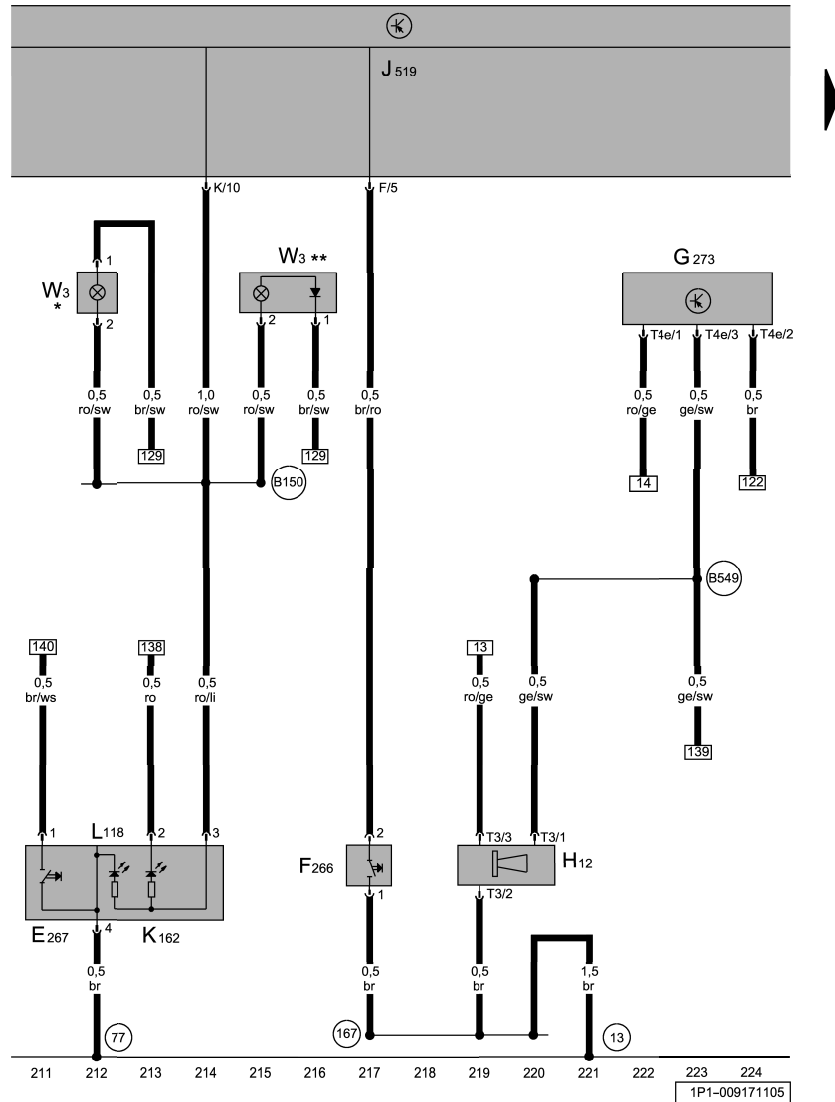 J 519
K/10 F/5
W3 ** G 273
1
W3
*
2 2 1 T4e/1 T4e/3 T4e/2
0,5 0,5 1,0 0,5 0,5 0,5 0,5 0,5 0,5
ro/sw br/sw ro/sw ro/sw br/sw br/ro ro/ge ge/sw br
129 129
B150 14 122
B549
140 138 13
0,5 0,5 0,5 0,5 0,5 0,5
br/ws ro ro/li ro/ge ge/sw ge/sw
139
1 L118 2 3 2 T3/3 T3/1
F266 H12
1 T3/2
E267 4 K162
0,5 0,5 0,5 1,5
br br br br
77 167 13
211 212 213 214 215 216 217 218 219 220 221 222 223 224
1P1-009171105